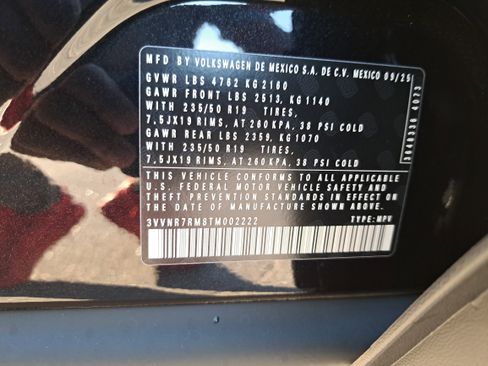 MFD BY VOLKSWAGEN DE MEXICO S.A. DE C.V. MEXICO 09/25
GVWR LBS 4762 KG 2160
GAWR FRONT LBS 2513, KG 1140
WITH 235/50 R19 TIRES,
7.5JX19 RIMS, AT 260 KPA, 38 PSI COLD
GAWR REAR LBS 2359, KG 1070
WITH 235/50 R19 TIRES,
7.5JX19 RIMS, AT 260 KPA, 38 PSI COLD
THIS VEHICLE CONFORMS TO ALL APPLICABLE
U.S. FEDERAL MOTOR VEHICLE SAFETY AND
THEFT PREVENTION STANDARDS IN EFFECT ON
THE DATE OF MANUFACTURE SHOWN ABOVE
3VVNR7RM8TM002222 TYPE: MPV